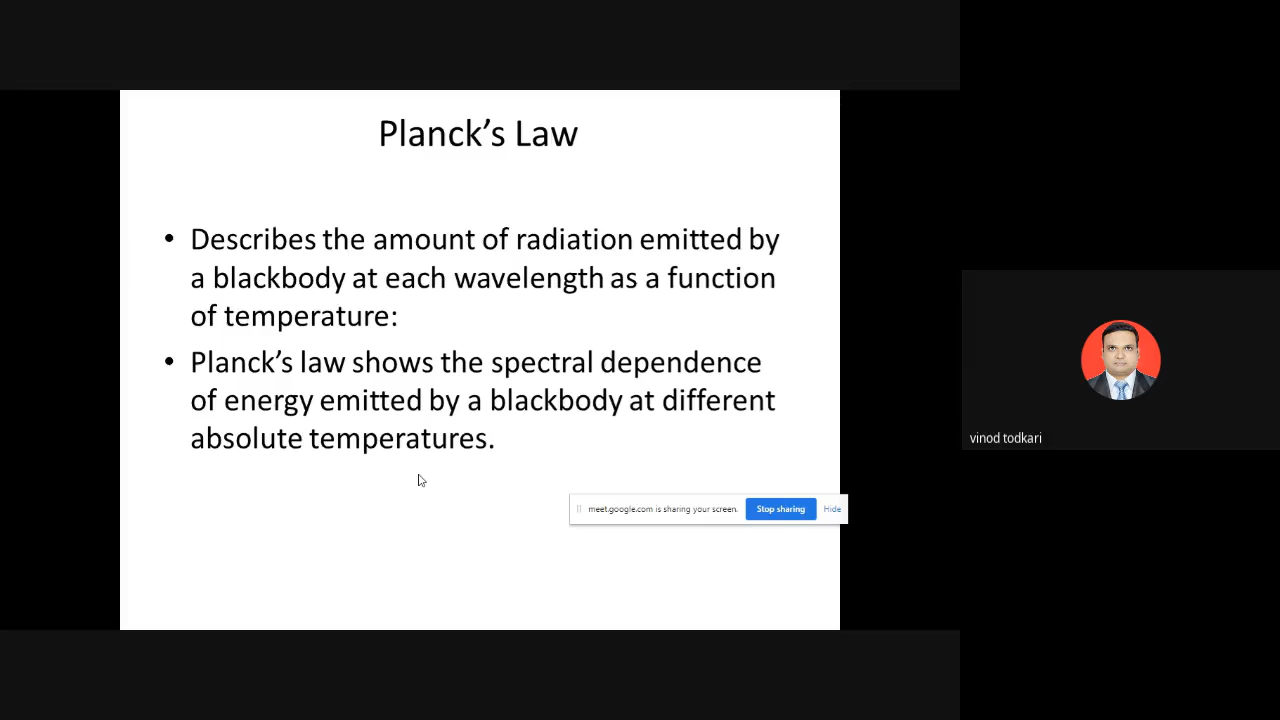 Planck’s Law
• Describes the amount of radiation emitted by
a blackbody at each wavelength as a function
of temperature:
• Planck’s law shows the spectral dependence
of energy emitted by a blackbody at different
absolute temperatures.
meet.google.com is sharing your screen. Stop sharing Hide
vinod todkari